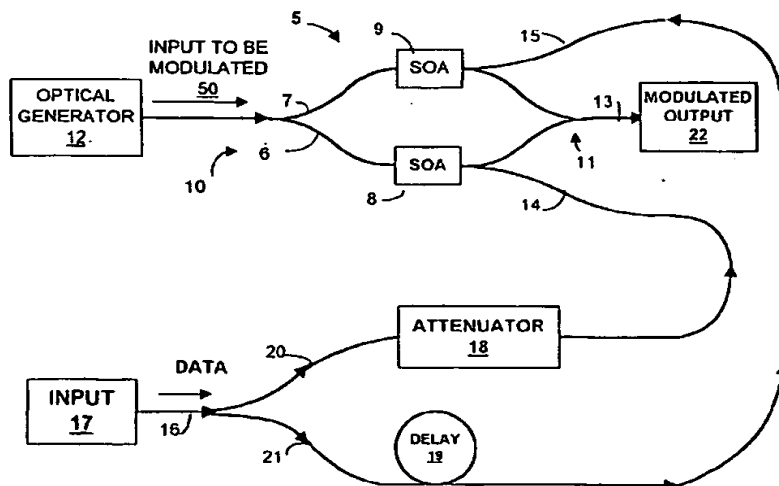 5
9
15
INPUT TO BE
MODULATED
50
SOA
OPTICAL
GENERATOR
12
7
13
MODULATED
OUTPUT
22
6
SOA
11
10
8
14
ATTENUATOR
18
20
DATA
INPUT
17
16
DELAY
19
21